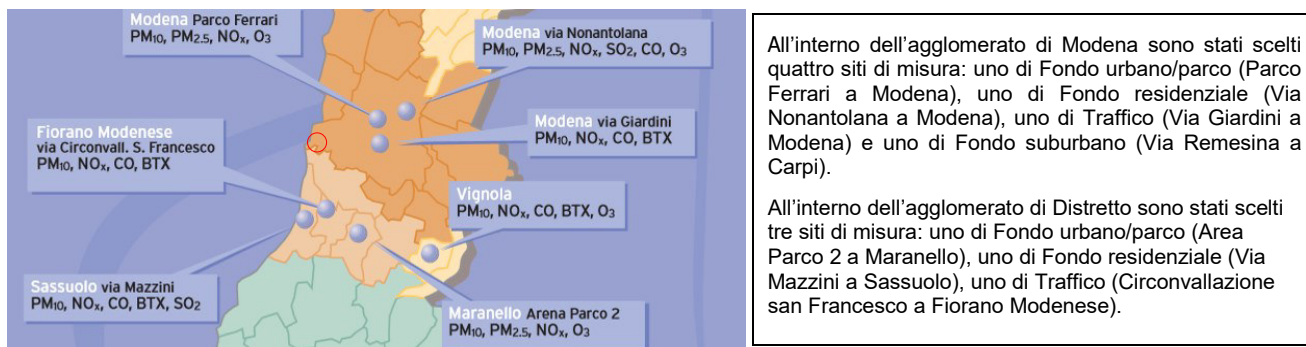 Modena Parco Ferrari
PM₁₀, PM₂.₅, NOₓ, O₃
Modena via Nonantolana
PM₁₀, PM₂.₅, NOₓ, SO₂, CO, O₃
Fiorano Modenese
via Circonvall. S. Francesco
PM₁₀, NOₓ, CO, BTX
Modena via Giardini
PM₁₀, NOₓ, CO, BTX
Vignola
PM₁₀, NOₓ, CO, BTX, O₃
Sassuolo via Mazzini
PM₁₀, NOₓ, CO, BTX, SO₂
Maranello Arena Parco 2
PM₁₀, PM₂.₅, NOₓ, O₃
All’interno dell’agglomerato di Modena sono stati scelti
quattro siti di misura: uno di Fondo urbano/parco (Parco
Ferrari a Modena), uno di Fondo residenziale (Via
Nonantolana a Modena), uno di Traffico (Via Giardini a
Modena) e uno di Fondo suburbano (Via Remesina a
Carpi).
All’interno dell’agglomerato di Distretto sono stati scelti
tre siti di misura: uno di Fondo urbano/parco (Area
Parco 2 a Maranello), uno di Fondo residenziale (Via
Mazzini a Sassuolo), uno di Traffico (Circonvallazione
san Francesco a Fiorano Modenese).